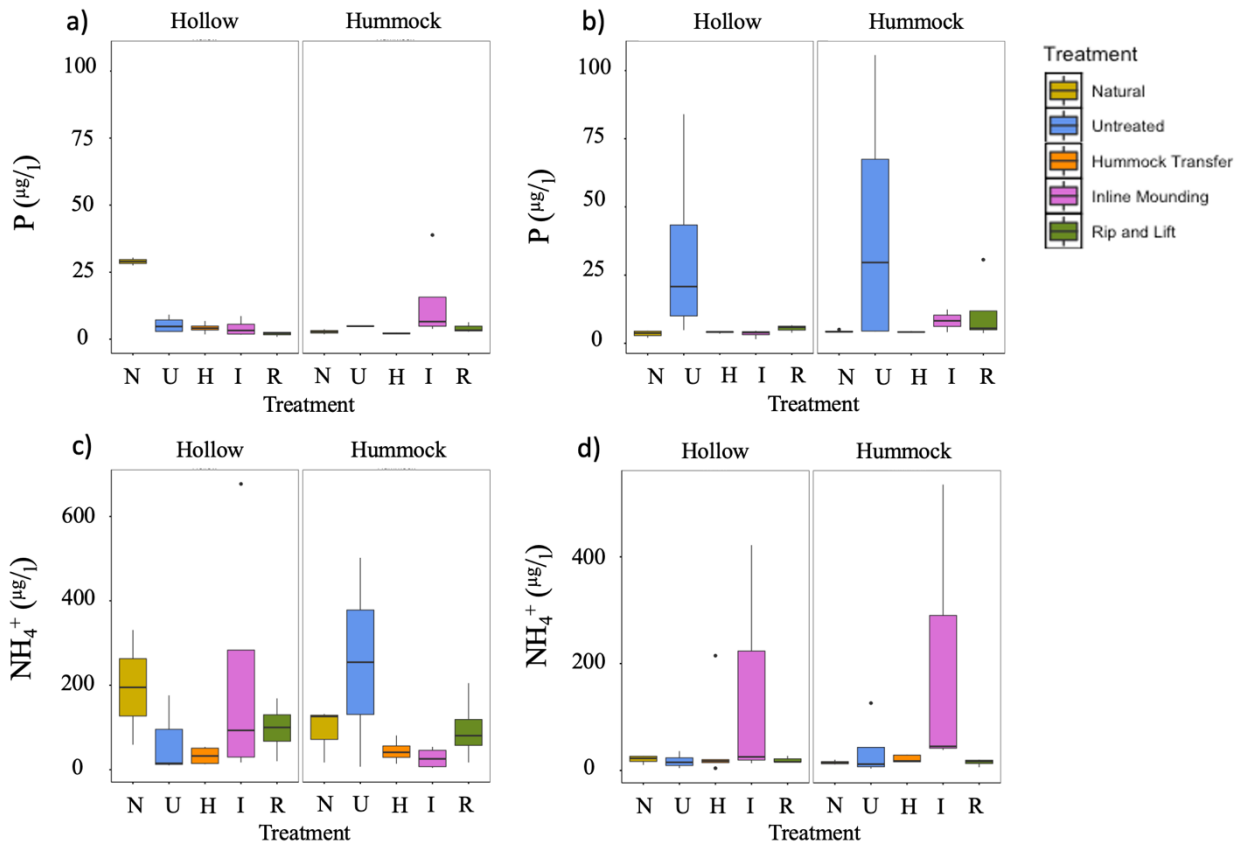 a)
Hollow Hummock
P (µg/l)
100
75
50
25
0
N U H I R N U H I R
Treatment
b)
Hollow Hummock
P (µg/l)
100
75
50
25
0
N U H I R N U H I R
Treatment
Treatment
Natural
Untreated
Hummock Transfer
Inline Mounding
Rip and Lift
c)
Hollow Hummock
NH₄⁺ (µg/l)
600
400
200
0
N U H I R N U H I R
Treatment
d)
Hollow Hummock
NH₄⁺ (µg/l)
400
200
0
N U H I R N U H I R
Treatment